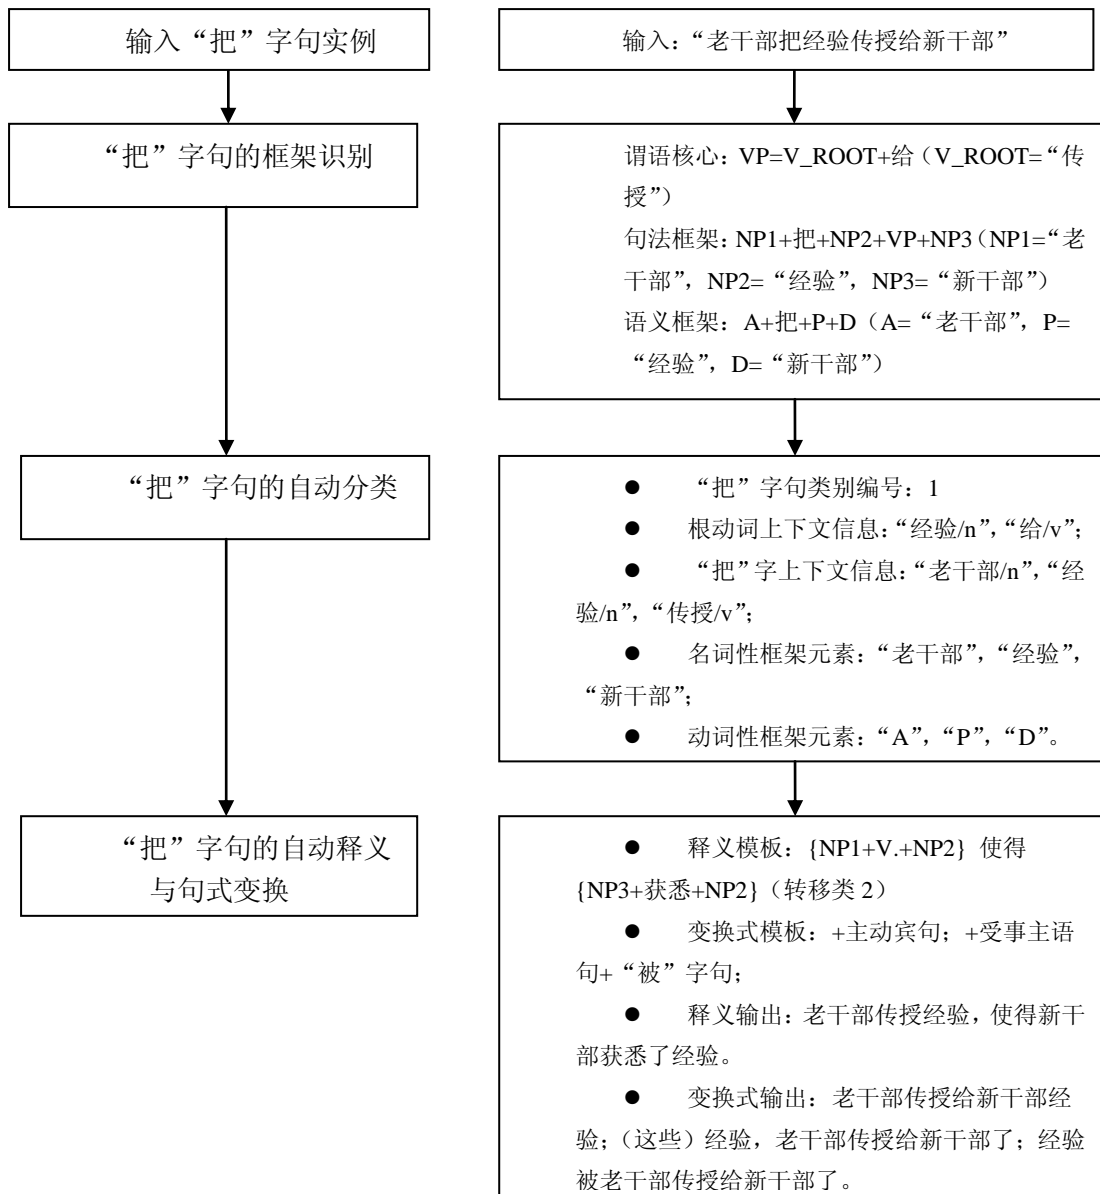 输入“把”字句实例
“把”字句的框架识别
“把”字句的自动分类
“把”字句的自动释义
与句式变换
输入:“老干部把经验传授给新干部”
谓语核心:VP=V_ROOT+给(V_ROOT=“传
授”)
句法框架:NP1+把+NP2+VP+NP3(NP1=“老
干部”,NP2=“经验”,NP3=“新干部”)
语义框架:A+把+P+D(A=“老干部”,P=
“经验”,D=“新干部”)
● “把”字句类别编号:1
● 根动词上下文信息:“经验/n”,“给/v”;
● “把”字上下文信息:“老干部/n”,“经
验/n”,“传授/v”;
● 名词性框架元素:“老干部”,“经验”,
“新干部”;
● 动词性框架元素:“A”,“P”,“D”。
● 释义模板:{NP1+V.+NP2} 使得
{NP3+获悉+NP2}(转移类 2)
● 变换式模板:+主动宾句;+受事主语
句+“被”字句;
● 释义输出:老干部传授经验,使得新干
部获悉了经验。
● 变换式输出:老干部传授给新干部经
验;(这些)经验,老干部传授给新干部了;经验
被老干部传授给新干部了。